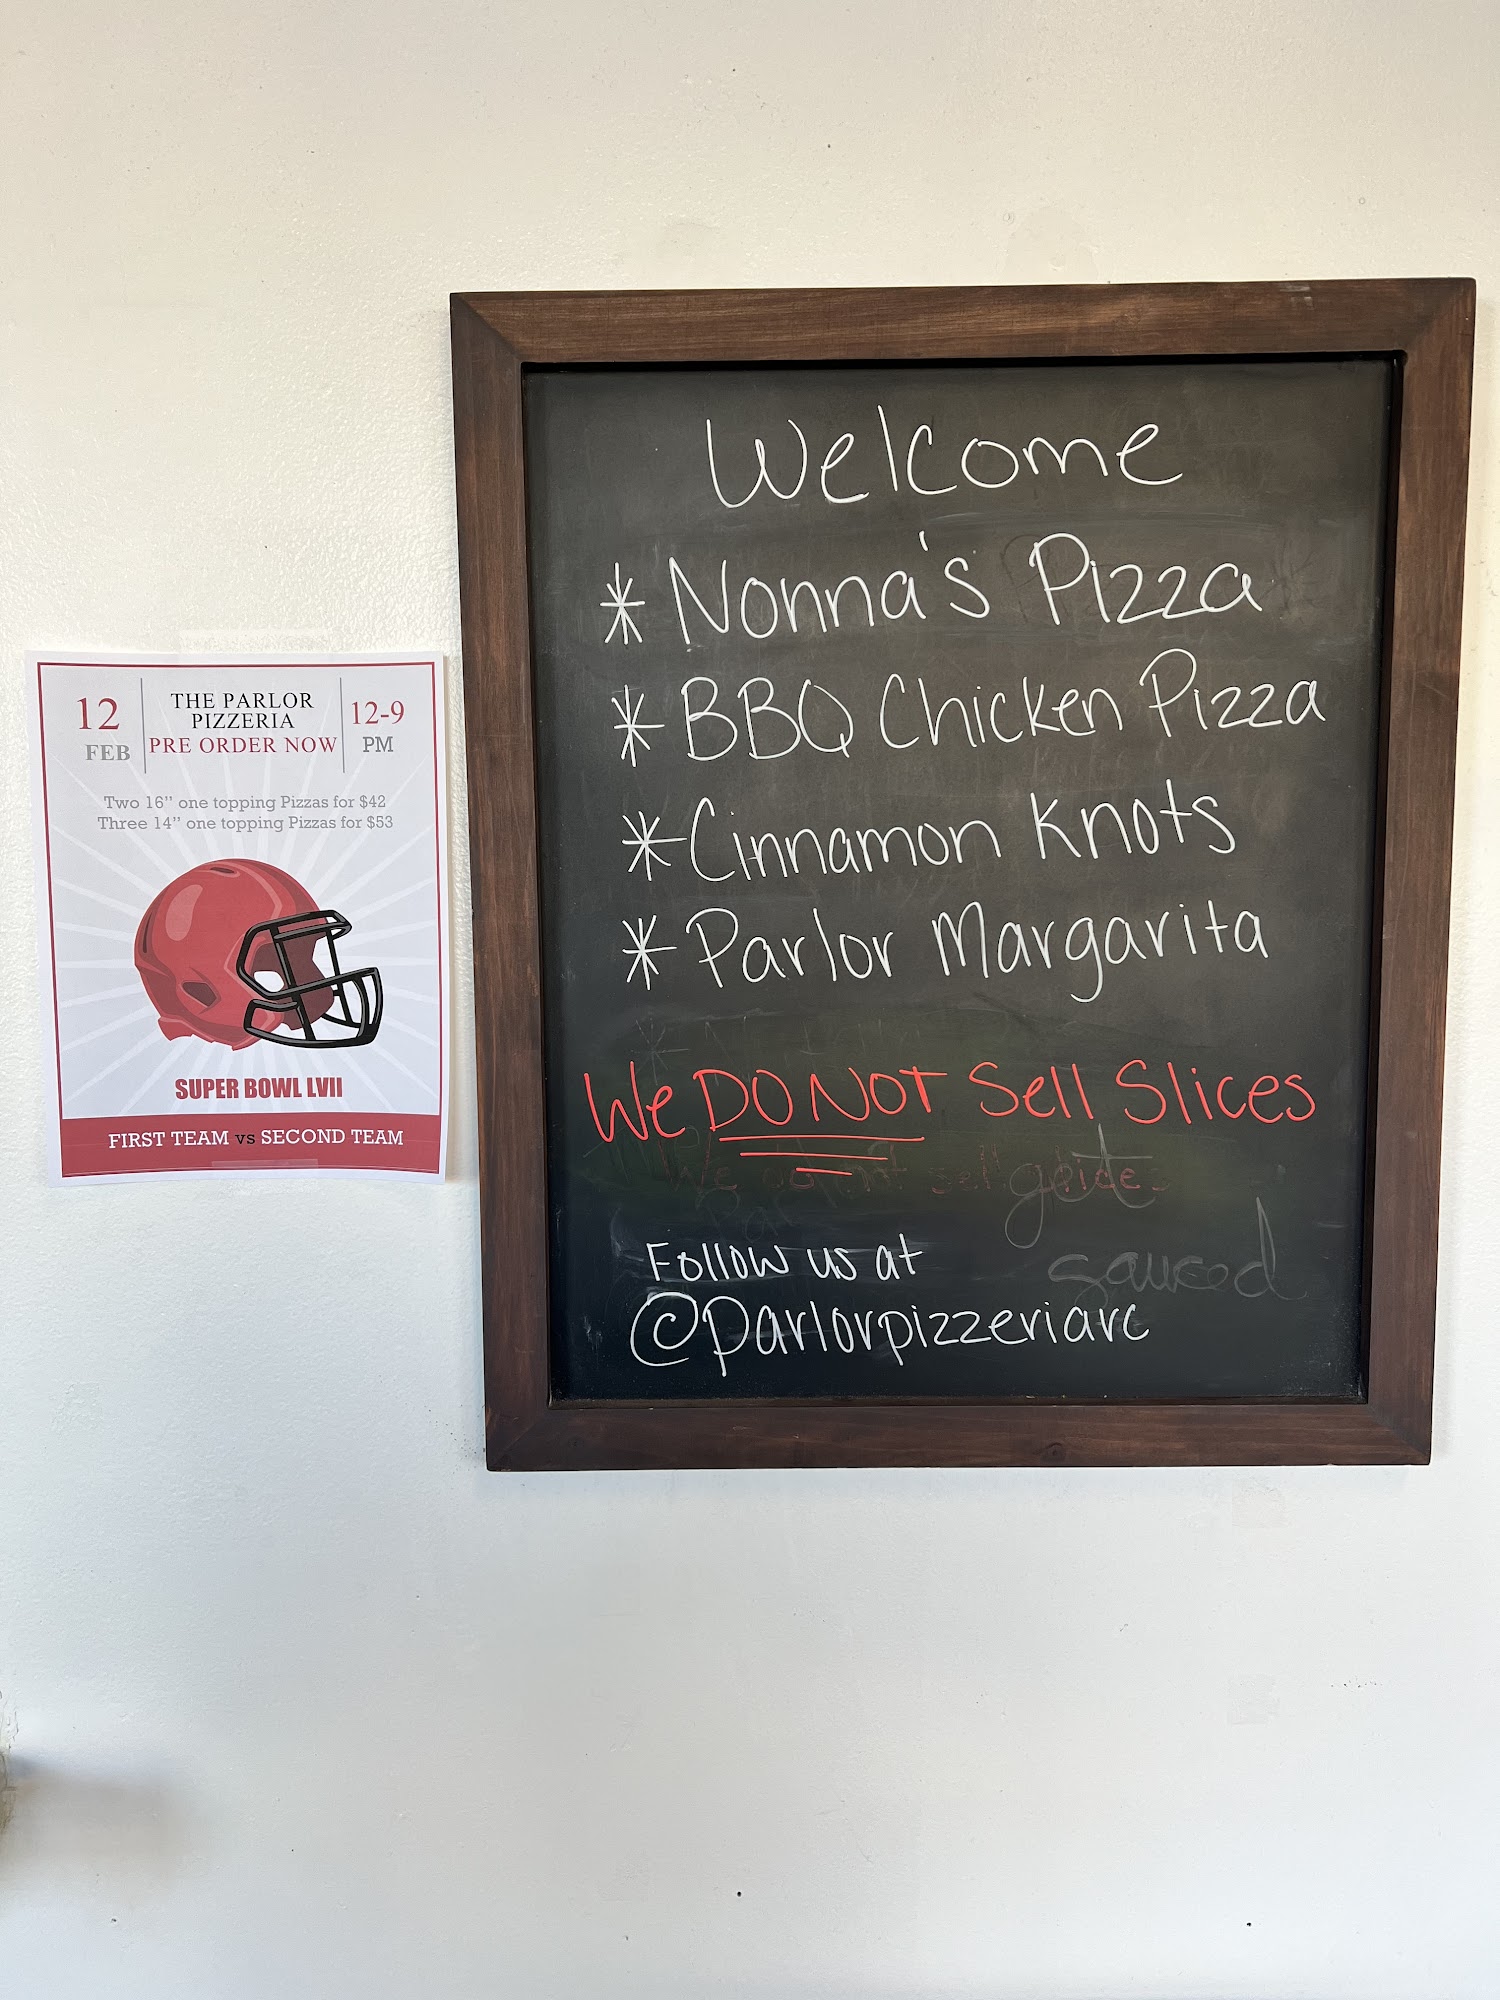 12
FEB
THE PARLOR
PIZZERIA
PRE ORDER NOW
12-9
PM
Two 16" one topping Pizzas for $42
Three 14" one topping Pizzas for $53
SUPER BOWL LVII
FIRST TEAM VS SECOND TEAM
Welcome
* Nonna's Pizza
* BBQ Chicken Pizza
* Cinnamon Knots
* Parlor Margarita
We DO NOT Sell Slices
get
sauced
Follow us at
@parlorpizzeriarc